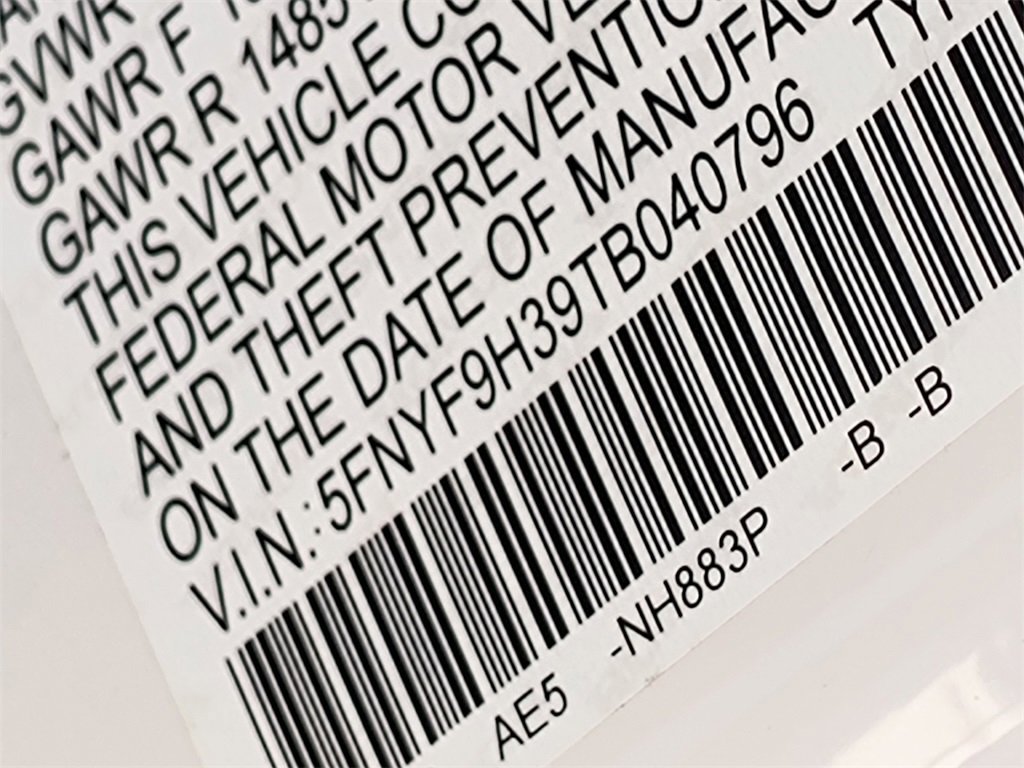 GVWR
GAWR F
GAWR R 1485
THIS VEHICLE CO
FEDERAL MOTOR VE
AND THEFT PREVENTIO
ON THE DATE OF MANUFAC
V.I.N.: 5FNYF9H39TB040796 TYP
AE5 -NH883P -B -B